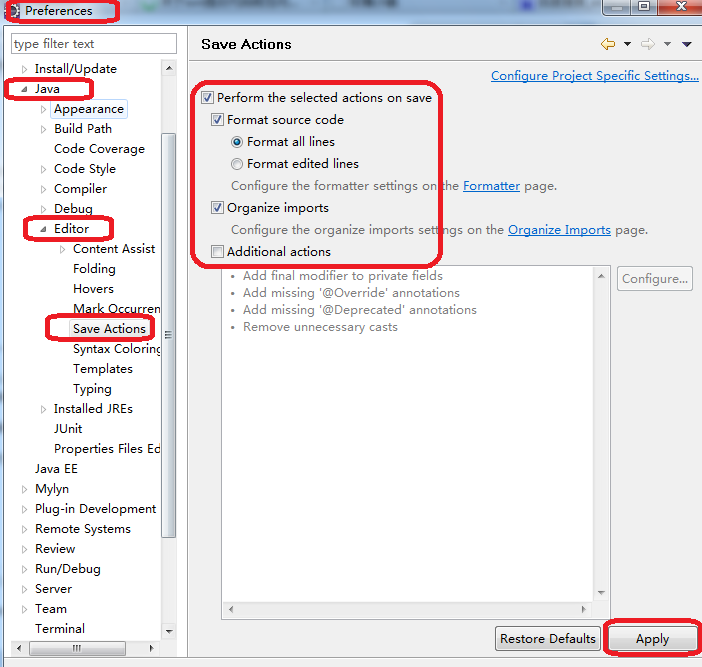 Preferences
type filter text
Install/Update
Java
Appearance
Build Path
Code Coverage
Code Style
Compiler
Debug
Editor
Content Assist
Folding
Hovers
Mark Occurren
Save Actions
Syntax Coloring
Templates
Typing
Installed JREs
JUnit
Properties Files Ed
Java EE
Mylyn
Plug-in Development
Remote Systems
Review
Run/Debug
Server
Team
Terminal
Save Actions
Configure Project Specific Settings...
Perform the selected actions on save
Format source code
Format all lines
Format edited lines
Configure the formatter settings on the Formatter page.
Organize imports
Configure the organize imports settings on the Organize Imports page.
Additional actions
• Add final modifier to private fields
• Add missing '@Override' annotations
• Add missing '@Deprecated' annotations
• Remove unnecessary casts
Configure...
Restore Defaults
Apply